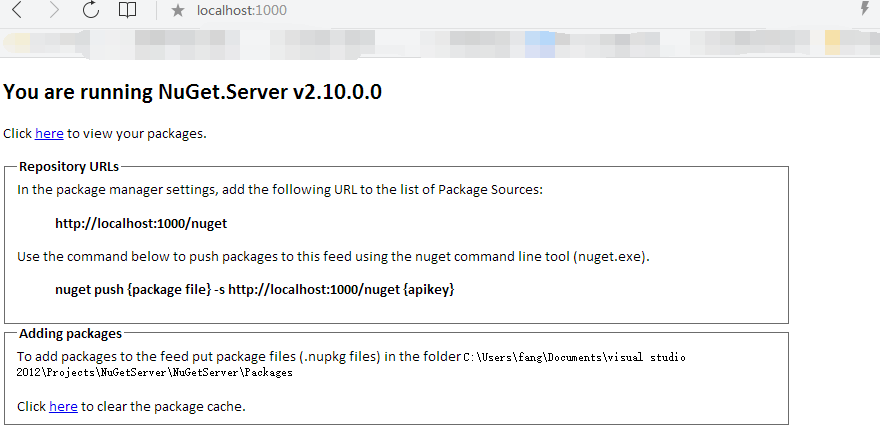 localhost:1000
You are running NuGet.Server v2.10.0.0
Click here to view your packages.
Repository URLs
In the package manager settings, add the following URL to the list of Package Sources:
http://localhost:1000/nuget
Use the command below to push packages to this feed using the nuget command line tool (nuget.exe).
nuget push {package file} -s http://localhost:1000/nuget {apikey}
Adding packages
To add packages to the feed put package files (.nupkg files) in the folder C:\Users\fang\Documents\visual studio
2012\Projects\NuGetServer\NuGetServer\Packages
Click here to clear the package cache.